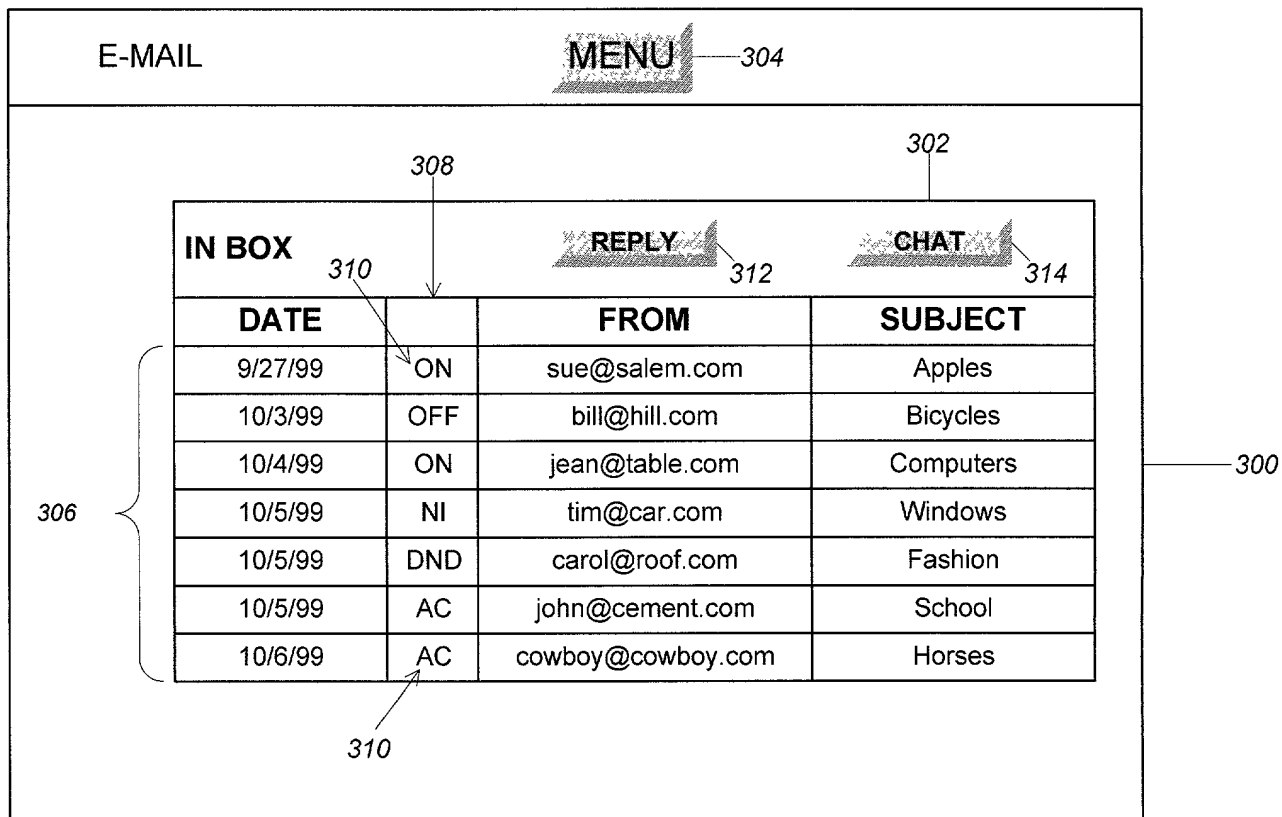 E-MAIL MENU 304
308 302
IN BOX REPLY CHAT
310 312 314
DATE FROM SUBJECT
9/27/99 ON sue@salem.com Apples
10/3/99 OFF bill@hill.com Bicycles
10/4/99 ON jean@table.com Computers 300
306 10/5/99 NI tim@car.com Windows
10/5/99 DND carol@roof.com Fashion
10/5/99 AC john@cement.com School
10/6/99 AC cowboy@cowboy.com Horses
310